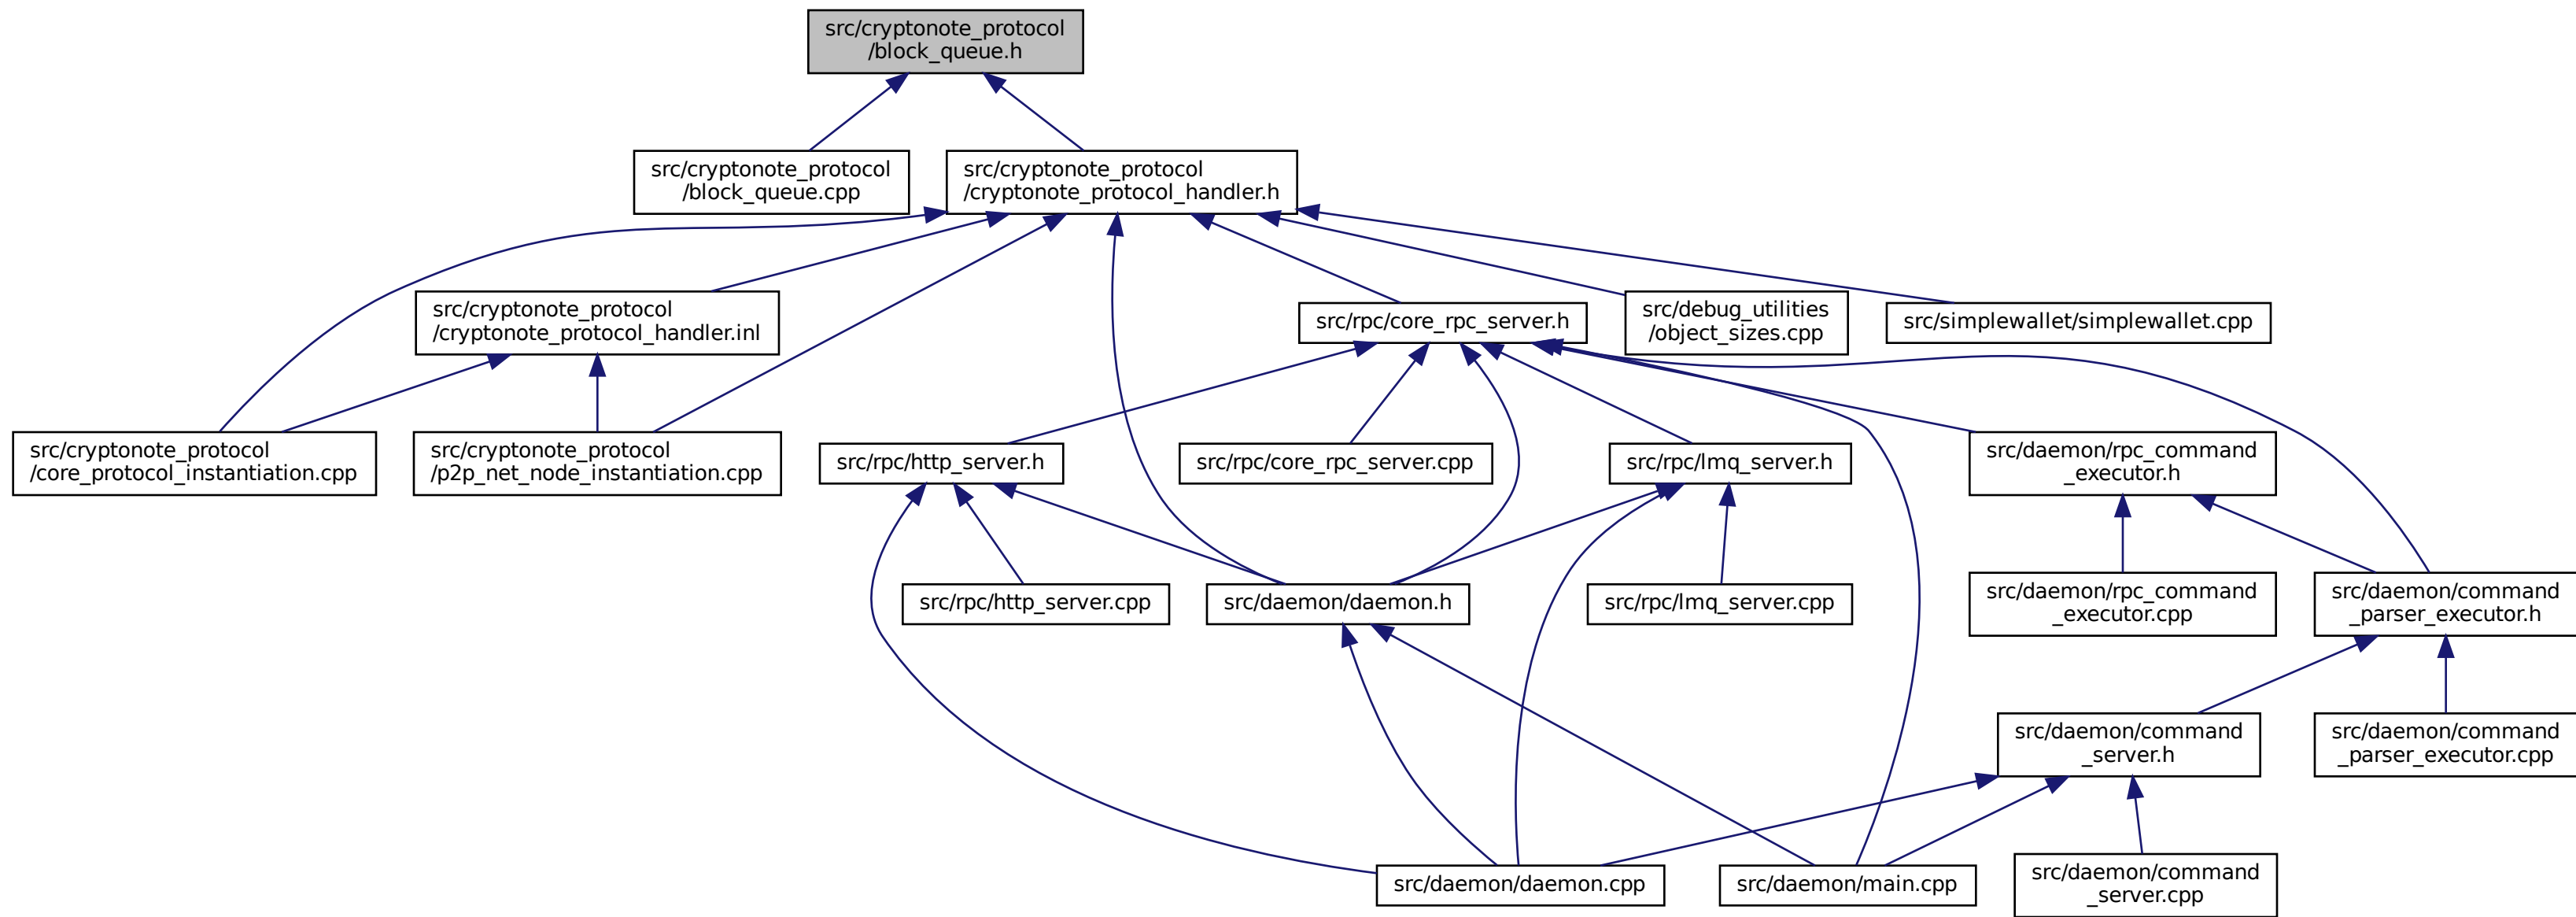 src/cryptonote_protocol
/block_queue.h
src/cryptonote_protocol
/block_queue.cpp
src/cryptonote_protocol
/cryptonote_protocol_handler.h
src/cryptonote_protocol
/cryptonote_protocol_handler.inl
src/rpc/core_rpc_server.h
src/debug_utilities
/object_sizes.cpp
src/simplewallet/simplewallet.cpp
src/cryptonote_protocol
/core_protocol_instantiation.cpp
src/cryptonote_protocol
/p2p_net_node_instantiation.cpp
src/rpc/http_server.h
src/rpc/core_rpc_server.cpp
src/rpc/lmq_server.h
src/daemon/rpc_command
_executor.h
src/rpc/http_server.cpp
src/daemon/daemon.h
src/rpc/lmq_server.cpp
src/daemon/rpc_command
_executor.cpp
src/daemon/command
_parser_executor.h
src/daemon/command
_server.h
src/daemon/command
_parser_executor.cpp
src/daemon/daemon.cpp
src/daemon/main.cpp
src/daemon/command
_server.cpp